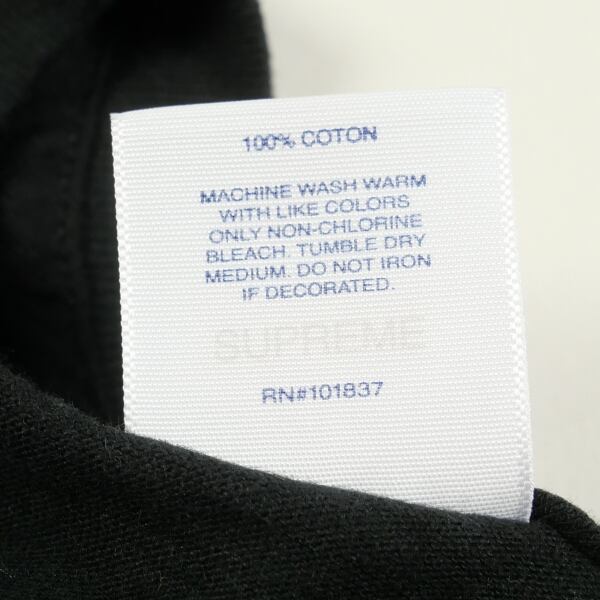 100% COTON
MACHINE WASH WARM
WITH LIKE COLORS
ONLY NON-CHLORINE
BLEACH. TUMBLE DRY
MEDIUM. DO NOT IRON
IF DECORATED.
SUPREME
RN#101837